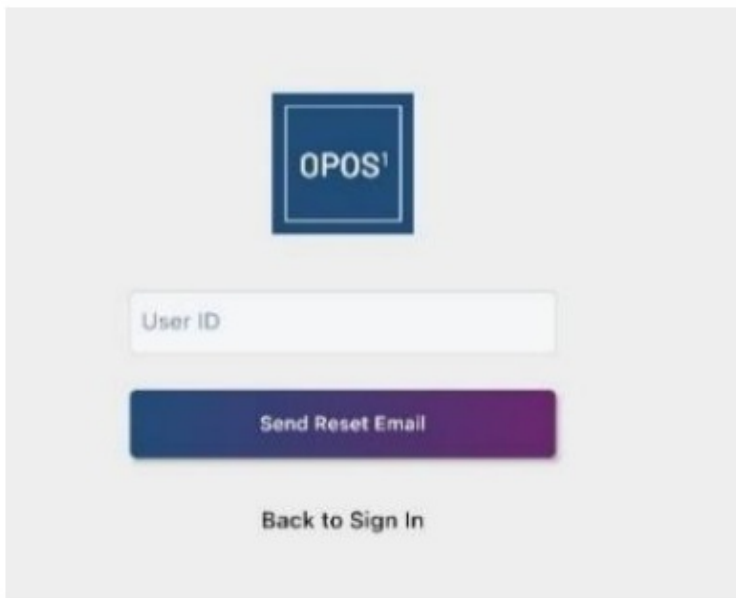 OPOS¹
User ID
Send Reset Email
Back to Sign In